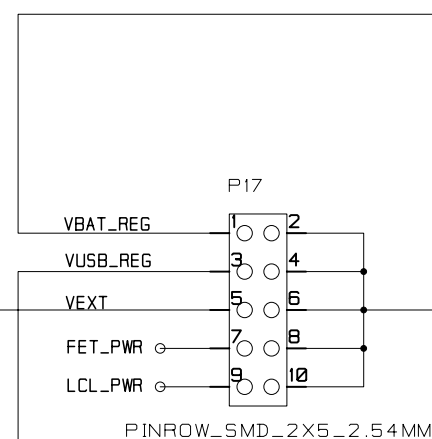 P17
VBAT_REG 1 2
VUSB_REG 3 4
VEXT 5 6
FET_PWR 7 8
LCL_PWR 9 10
PINROW_SMD_2X5_2.54MM